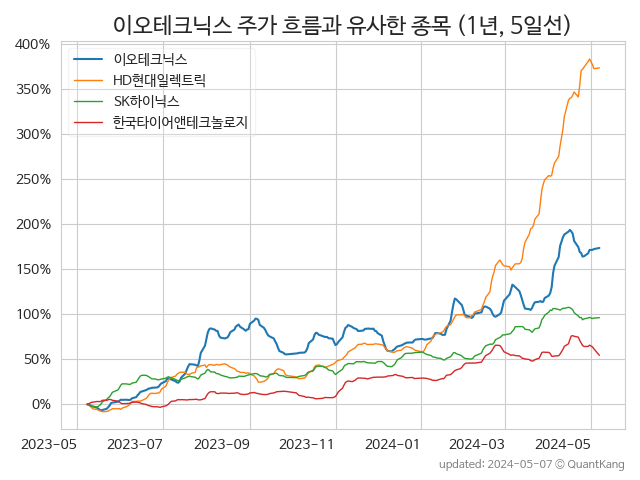 이오테크닉스 주가 흐름과 유사한 종목 (1년, 5일선)
400%
350%
300%
250%
200%
150%
100%
50%
0%
이오테크닉스
HD현대일렉트릭
SK하이닉스
한국타이어앤테크놀로지
2023-05 2023-07 2023-09 2023-11 2024-01 2024-03 2024-05
updated: 2024-05-07 © QuantKang